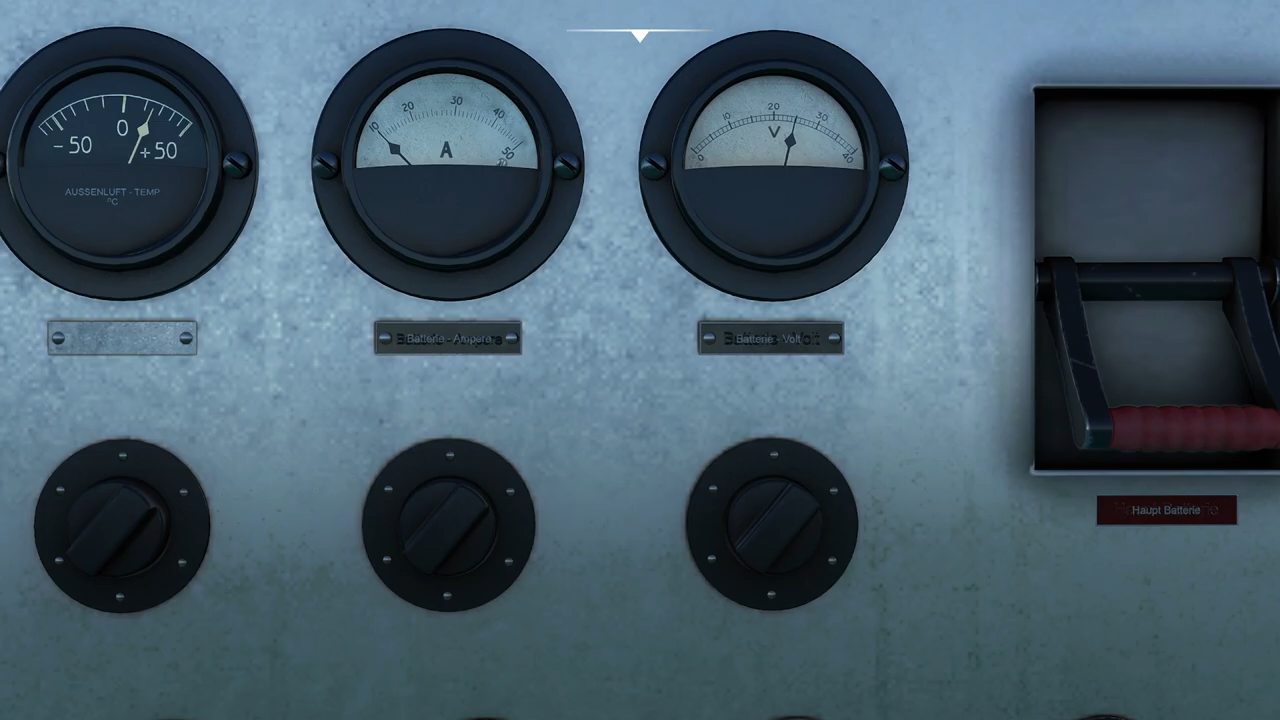 -50 0 +50
AUSSENLUFT - TEMP
°C
10 20 30 40 50
A
0 10 20 30 40
V
Batterie - Ampere
Batterie - Volt
Haupt Batterie